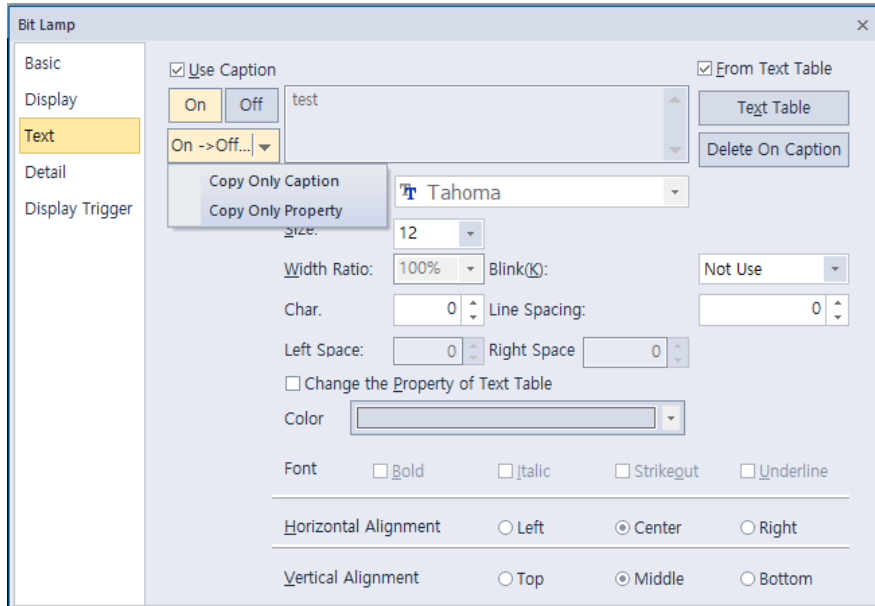 Bit Lamp
Basic
Display
Text
Detail
Display Trigger
Use Caption
From Text Table
On Off
test
Text Table
On ->Off...
Delete On Caption
Copy Only Caption
Copy Only Property
Tahoma
Size:
12
Width Ratio: 100% Blink(K): Not Use
Char. 0 Line Spacing: 0
Left Space: 0 Right Space 0
Change the Property of Text Table
Color
Font Bold Italic Strikeout Underline
Horizontal Alignment Left Center Right
Vertical Alignment Top Middle Bottom